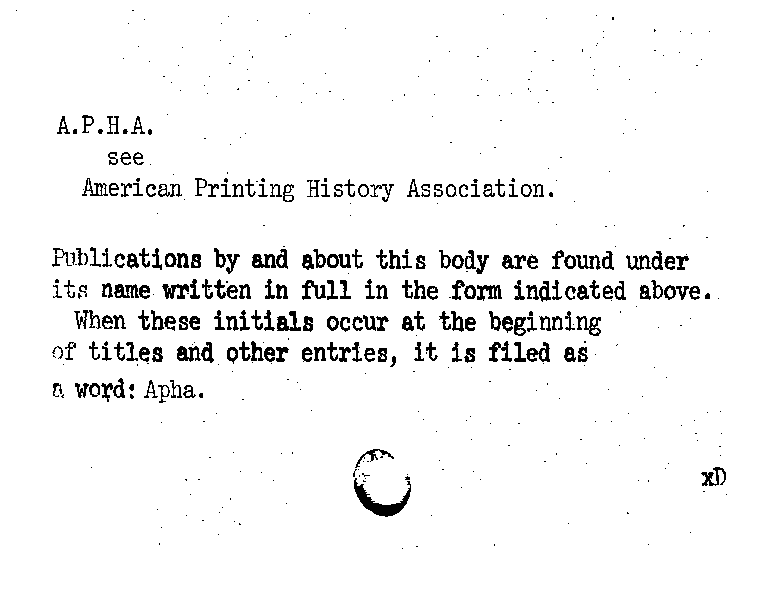 A.P.H.A.
see
American Printing History Association.
Publications by and about this body are found under
its name written in full in the form indicated above.
When these initials occur at the beginning
of titles and other entries, it is filed as
a word: Apha.
xD